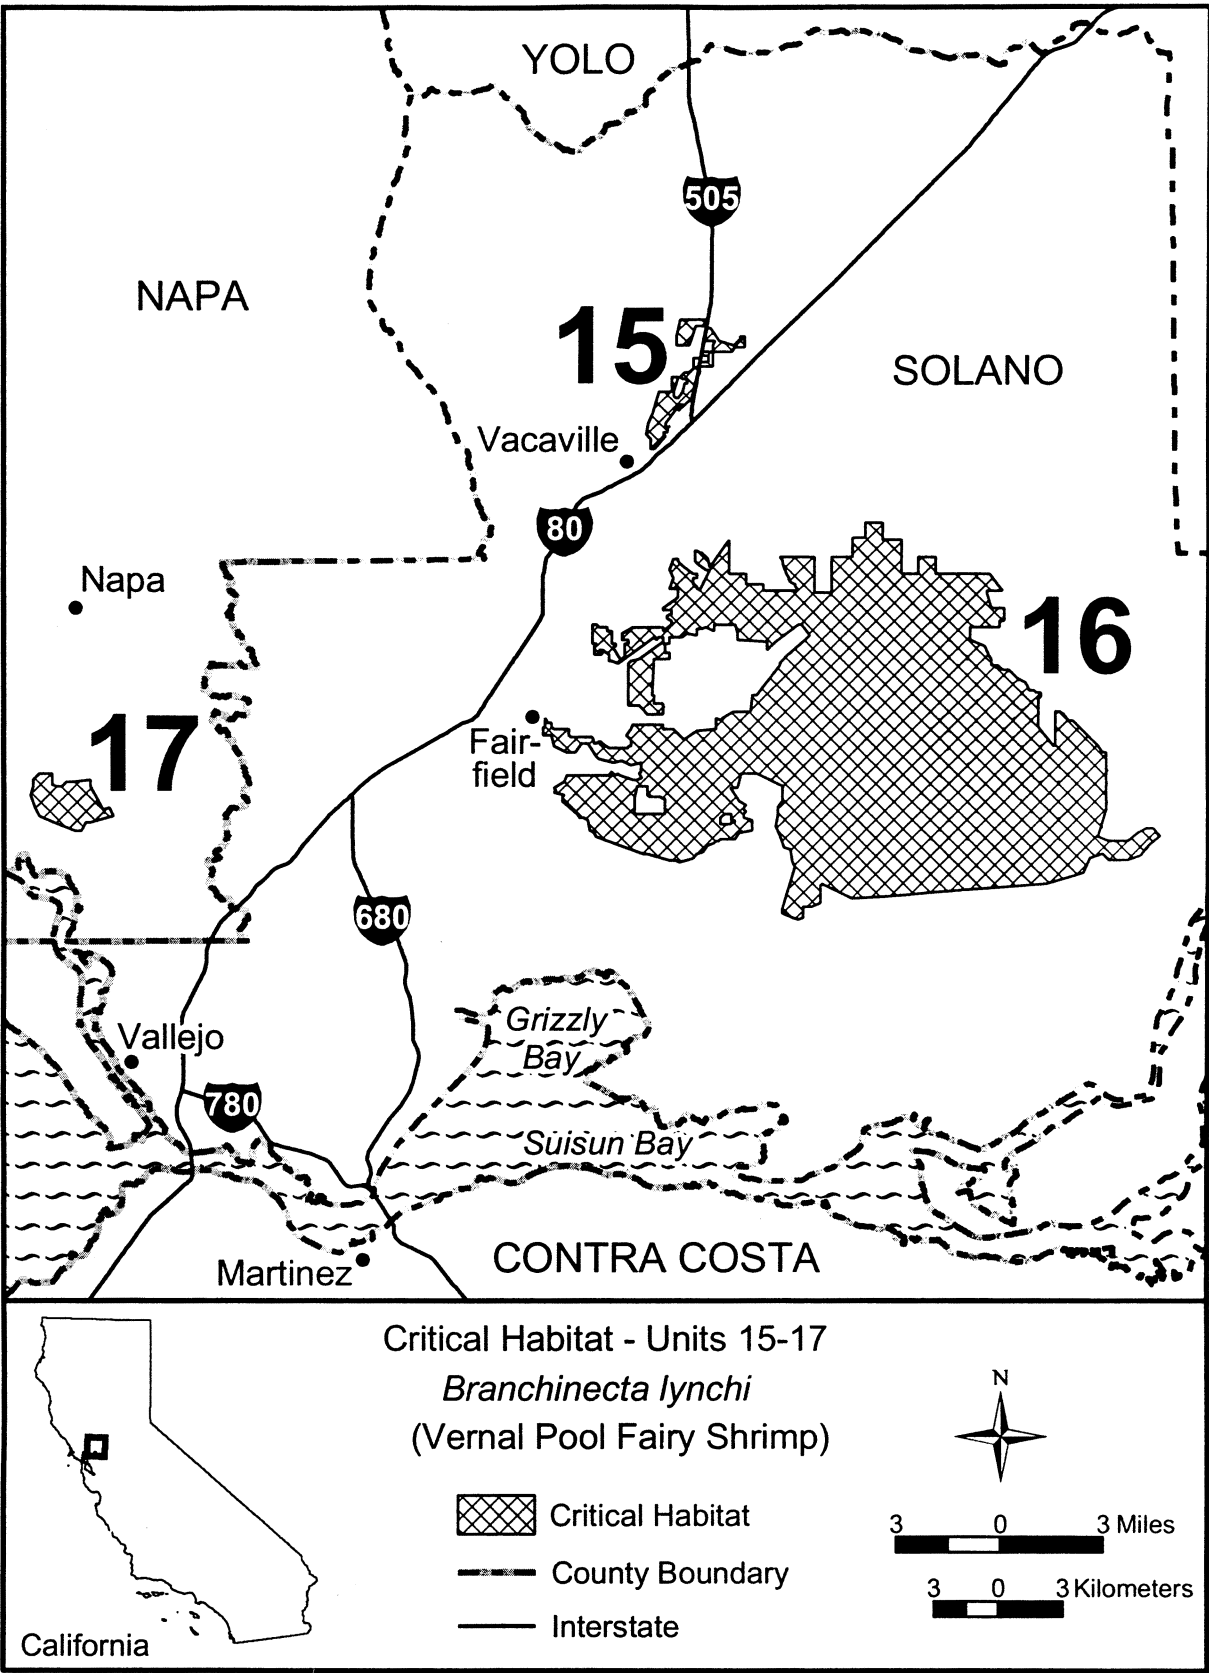 YOLO
505
NAPA
15
SOLANO
Vacaville
80
Napa
16
17
Fair-
field
680
Grizzly
Bay
Vallejo
780
Suisun Bay
CONTRA COSTA
Martinez
Critical Habitat - Units 15-17
Branchinecta lynchi
(Vernal Pool Fairy Shrimp)
N
Critical Habitat
3 0 3 Miles
County Boundary
3 0 3 Kilometers
Interstate
California